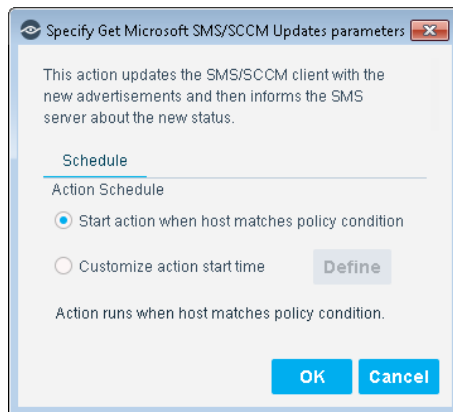 Specify Get Microsoft SMS/SCCM Updates parameters
This action updates the SMS/SCCM client with the
new advertisements and then informs the SMS
server about the new status.
Schedule
Action Schedule
Start action when host matches policy condition
Customize action start time
Define
Action runs when host matches policy condition.
OK
Cancel